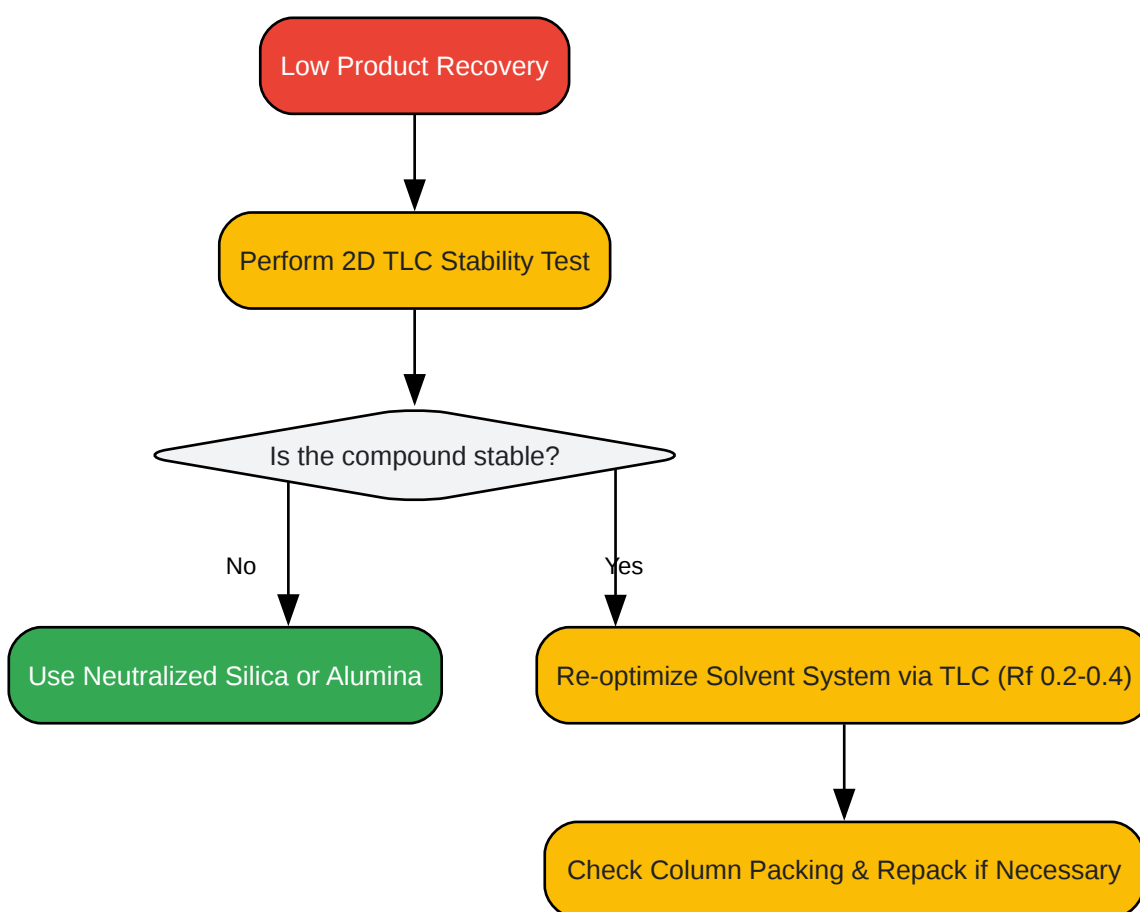 Low Product Recovery
Perform 2D TLC Stability Test
Is the compound stable?
No
Yes
Use Neutralized Silica or Alumina
Re-optimize Solvent System via TLC (Rf 0.2-0.4)
Check Column Packing & Repack if Necessary